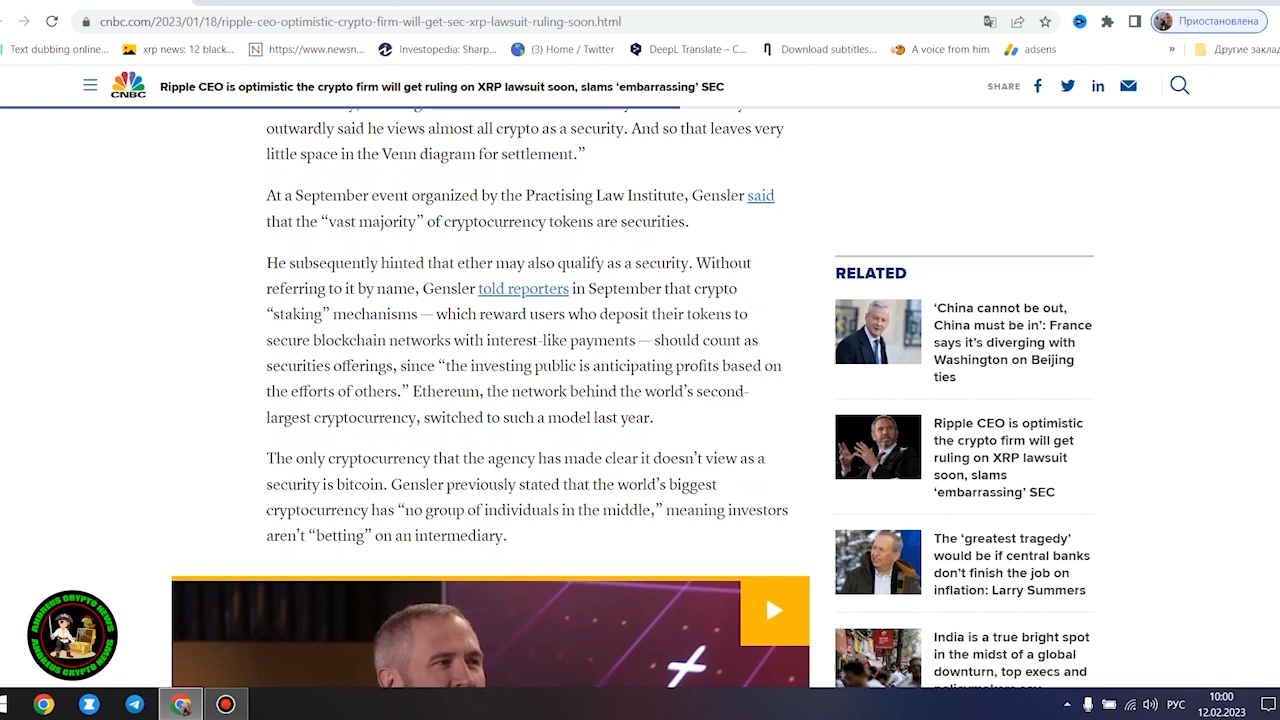 cnbc.com/2023/01/18/ripple-ceo-optimistic-crypto-firm-will-get-sec-xrp-lawsuit-ruling-soon.html
Приостановлена
Text dubbing online...
xrp news: 12 black...
https://www.newsn...
Investopedia: Sharp...
(3) Home / Twitter
DeepL Translate – C...
Download subtitles...
A voice from him
adsens
»
Другие заклад
CNBC
Ripple CEO is optimistic the crypto firm will get ruling on XRP lawsuit soon, slams ‘embarrassing’ SEC
SHARE
outwardly said he views almost all crypto as a security. And so that leaves very
little space in the Venn diagram for settlement.”
At a September event organized by the Practising Law Institute, Gensler said
that the “vast majority” of cryptocurrency tokens are securities.
He subsequently hinted that ether may also qualify as a security. Without
referring to it by name, Gensler told reporters in September that crypto
“staking” mechanisms — which reward users who deposit their tokens to
secure blockchain networks with interest-like payments — should count as
securities offerings, since “the investing public is anticipating profits based on
the efforts of others.” Ethereum, the network behind the world’s second-
largest cryptocurrency, switched to such a model last year.
The only cryptocurrency that the agency has made clear it doesn’t view as a
security is bitcoin. Gensler previously stated that the world’s biggest
cryptocurrency has “no group of individuals in the middle,” meaning investors
aren’t “betting” on an intermediary.
RELATED
‘China cannot be out,
China must be in’: France
says it’s diverging with
Washington on Beijing
ties
Ripple CEO is optimistic
the crypto firm will get
ruling on XRP lawsuit
soon, slams
‘embarrassing’ SEC
The ‘greatest tragedy’
would be if central banks
don’t finish the job on
inflation: Larry Summers
India is a true bright spot
in the midst of a global
downturn, top execs and
ANDREUS CRYPTO NEWS
ANDREUS CRYPTO NEWS
РУС
10:00
12.02.2023